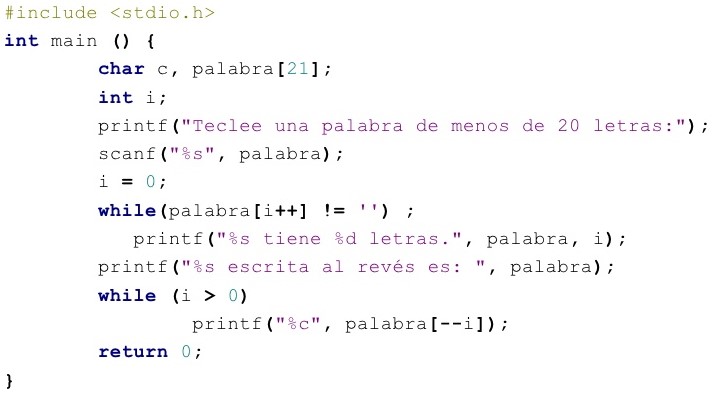 #include <stdio.h>
int main () {
char c, palabra[21];
int i;
printf("Teclee una palabra de menos de 20 letras:");
scanf("%s", palabra);
i = 0;
while(palabra[i++] != '') ;
printf("%s tiene %d letras.", palabra, i);
printf("%s escrita al revés es: ", palabra);
while (i > 0)
printf("%c", palabra[--i]);
return 0;
}